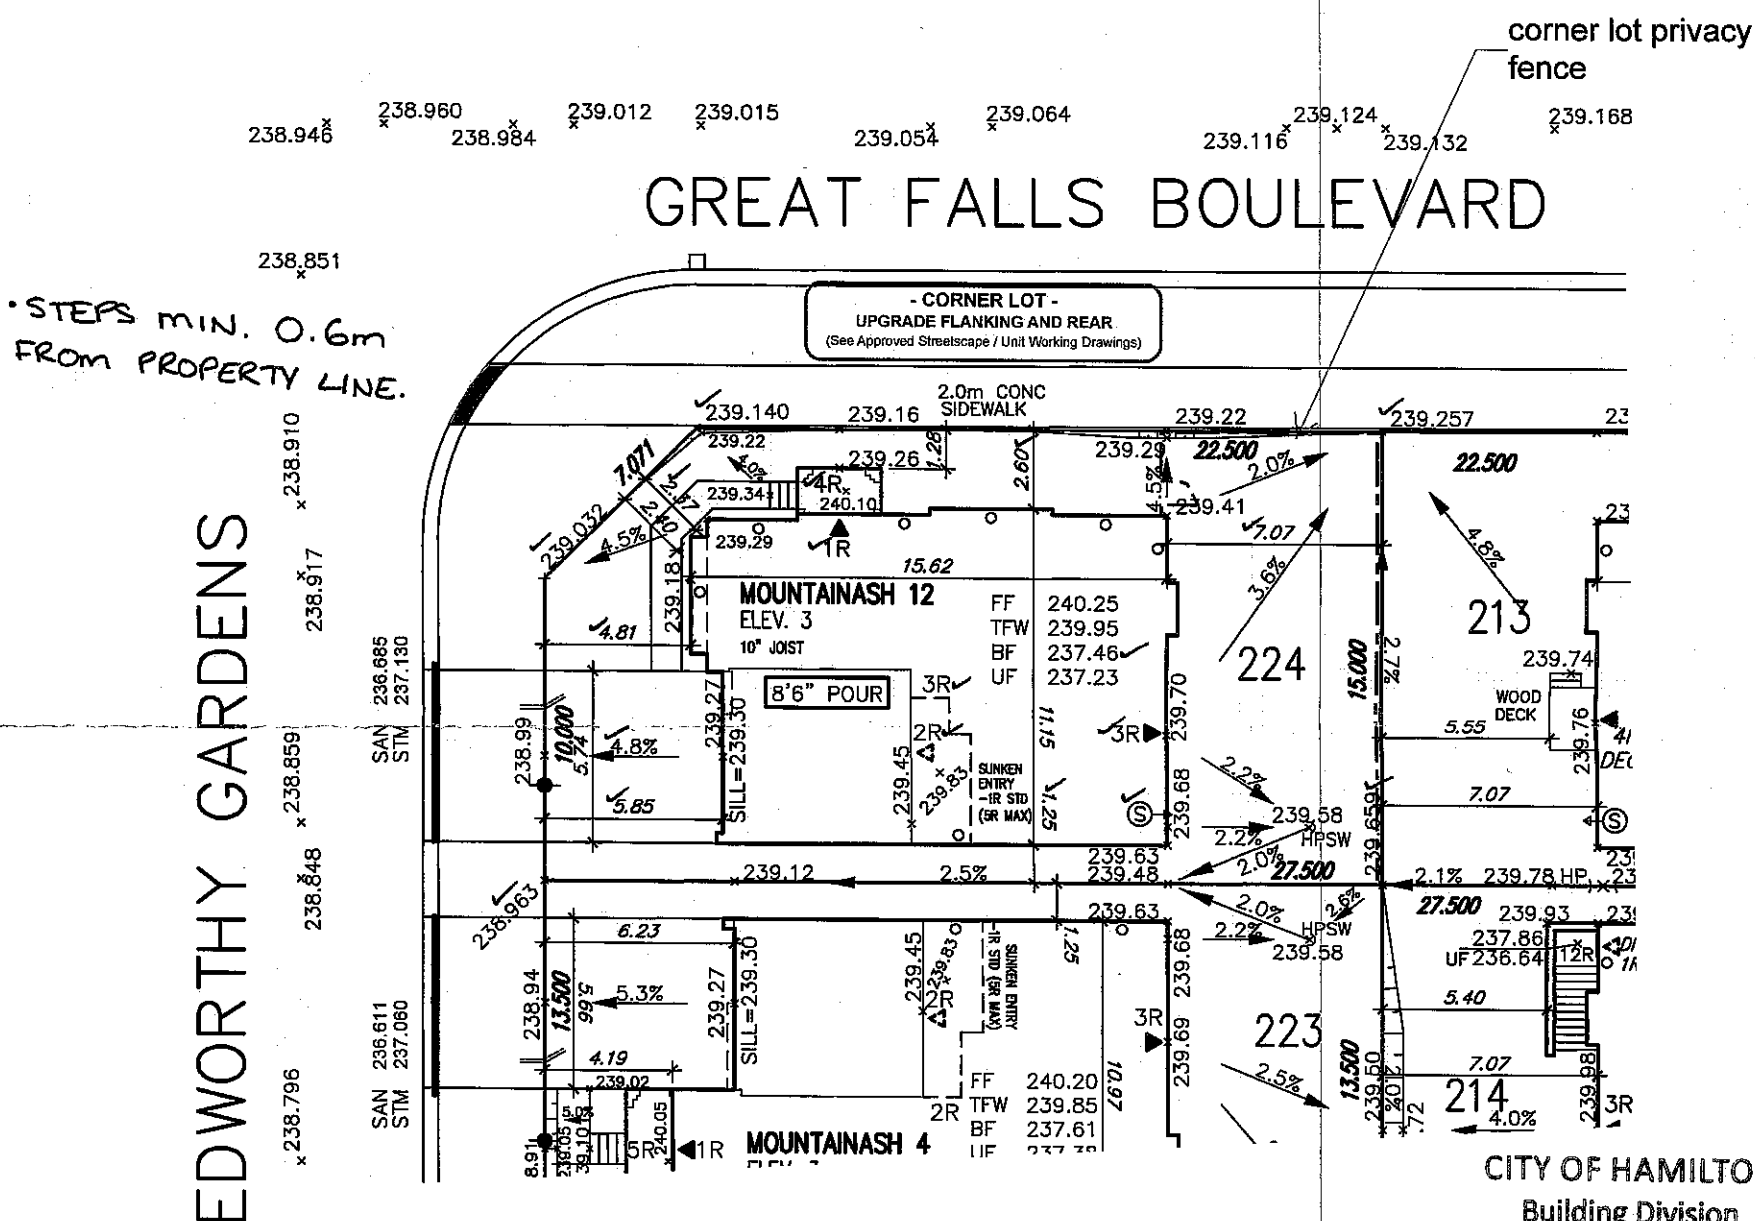 corner lot privacy
fence
238.946
238.960
238.984
239.012
239.015
239.054
239.064
239.116
239.124
239.132
239.168
GREAT FALLS BOULEVARD
238.851
• STEPS MIN. 0.6m
FROM PROPERTY LINE.
- CORNER LOT -
UPGRADE FLANKING AND REAR
(See Approved Streetscape / Unit Working Drawings)
2.0m CONC
SIDEWALK
239.140
239.16
239.22
239.257
239.22
239.26
1.28
2.60
239.29
22.500
22.500
2.0%
7.071
4.0%
2.37
2.40
239.34
4R
240.10
4.5%
239.41
239.032
4.5%
239.29
1R
7.07
4.8%
238.910
238.917
239.18
15.62
3.6%
MOUNTAINASH 12
ELEV. 3
10" JOIST
FF 240.25
TFW 239.95
BF 237.46
UF 237.23
213
224
4.81
236.685
237.130
SAN
STM
8'6" POUR
3R
2R
239.27
SILL=239.30
11.15
3R
239.70
15.000
2.7%
239.74
WOOD
DECK
239.76
5.55
238.99
10.000
5.74
4.8%
239.45
239.83
SUNKEN
ENTRY
-1R STD
(5R MAX)
1.25
5.85
239.68
S
2.2%
239.58
HPSW
2.2%
2.0%
239.659
7.07
S
238.859
238.848
EDWORTHY GARDENS
239.63
239.12
2.5%
239.48
27.500
2.1%
239.78 HP
27.500
238.963
239.63
2.0%
2.6%
HPSW
2.2%
239.58
239.93
237.86
UF 236.64
12R
6.23
239.45
239.83
SUNKEN ENTRY
-1R STD (5R MAX)
1.25
239.68
238.94
13.500
5.66
5.3%
239.27
SILL=239.30
2R
5.40
236.611
237.060
SAN
STM
4.19
239.02
3R
239.69
223
2.5%
13.500
239.50
7.07
214
4.0%
239.98
3R
238.796
5.0%
239.05
240.05
5R
1R
2R
FF 240.20
TFW 239.85
BF 237.61
10.97
MOUNTAINASH 4
CITY OF HAMILTO
Building Division